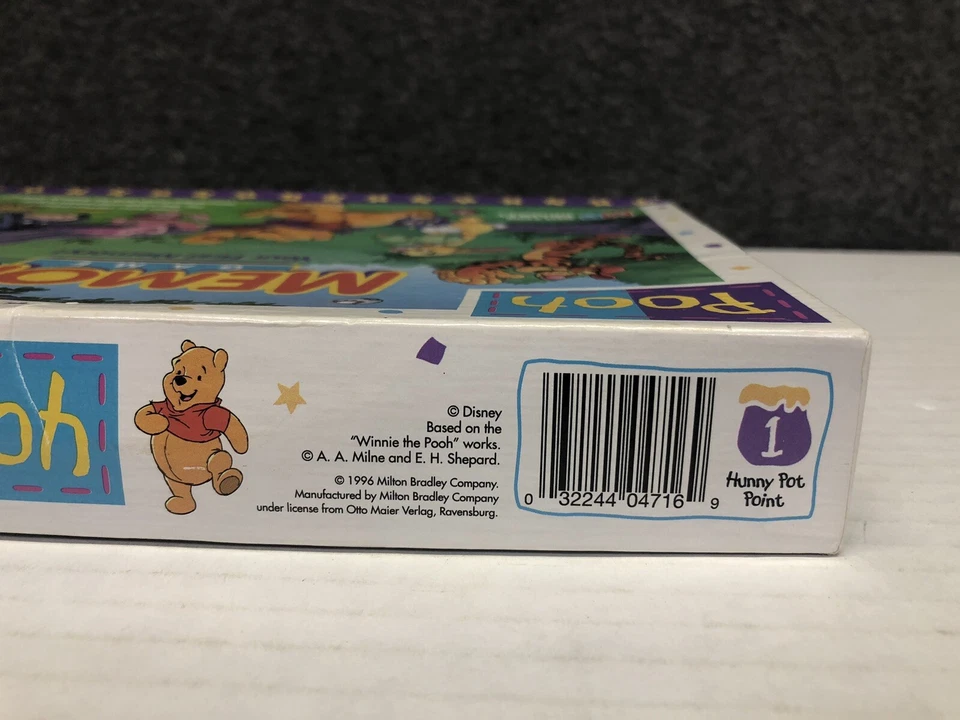 MEMO
Pooh
ooh
© Disney
Based on the
"Winnie the Pooh" works.
© A. A. Milne and E. H. Shepard.
© 1996 Milton Bradley Company.
Manufactured by Milton Bradley Company
under license from Otto Maier Verlag, Ravensburg.
0 32244 04716 9
1
Hunny Pot
Point